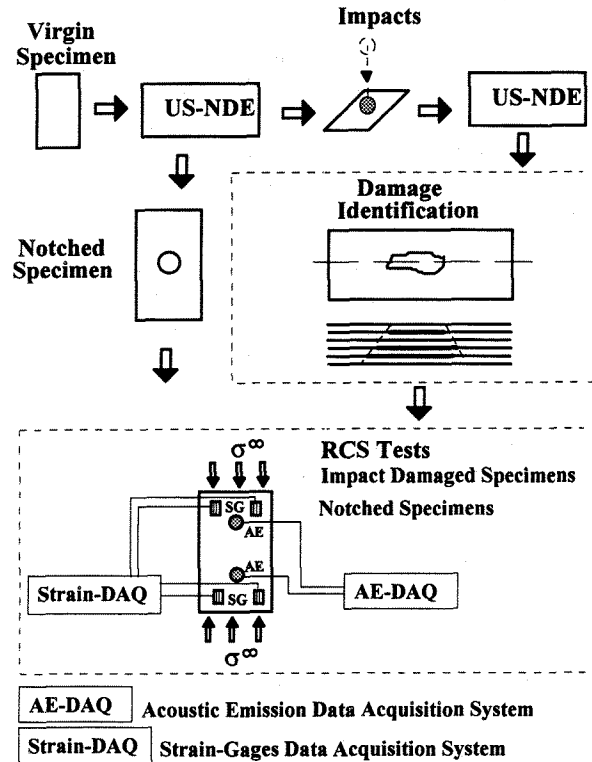 Virgin
Specimen
US-NDE
Impacts
US-NDE
Notched
Specimen
Damage
Identification
RCS Tests
Impact Damaged Specimens
Notched Specimens
σ∞
SG
AE
AE
SG
σ∞
Strain-DAQ
AE-DAQ
AE-DAQ Acoustic Emission Data Acquisition System
Strain-DAQ Strain-Gages Data Acquisition System